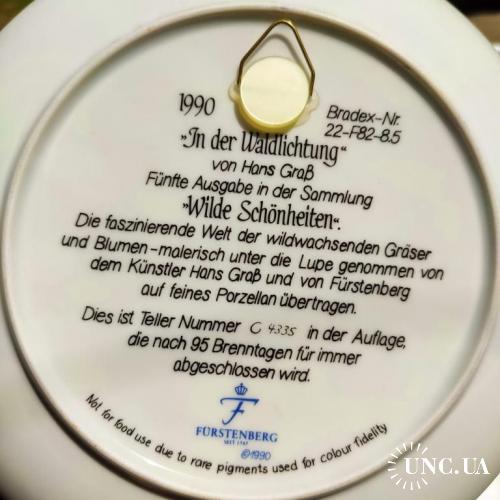 1990
Bradex-Nr.
22-F82-8.5
„In der Waldlichtung“
von Hans Graß
Fünfte Ausgabe in der Sammlung
„Wilde Schönheiten“.
Die faszinierende Welt der wildwachsenden Gräser
und Blumen-malerisch unter die Lupe genommen von
dem Künstler Hans Graß und von Fürstenberg
auf feines Porzellan übertragen.
Dies ist Teller Nummer C 4335 in der Auflage,
die nach 95 Brenntagen für immer
abgeschlossen wird.
F
FÜRSTENBERG
SEIT 1747
©1990
Not for food use due to rare pigments used for colour fidelity
UNC.UA